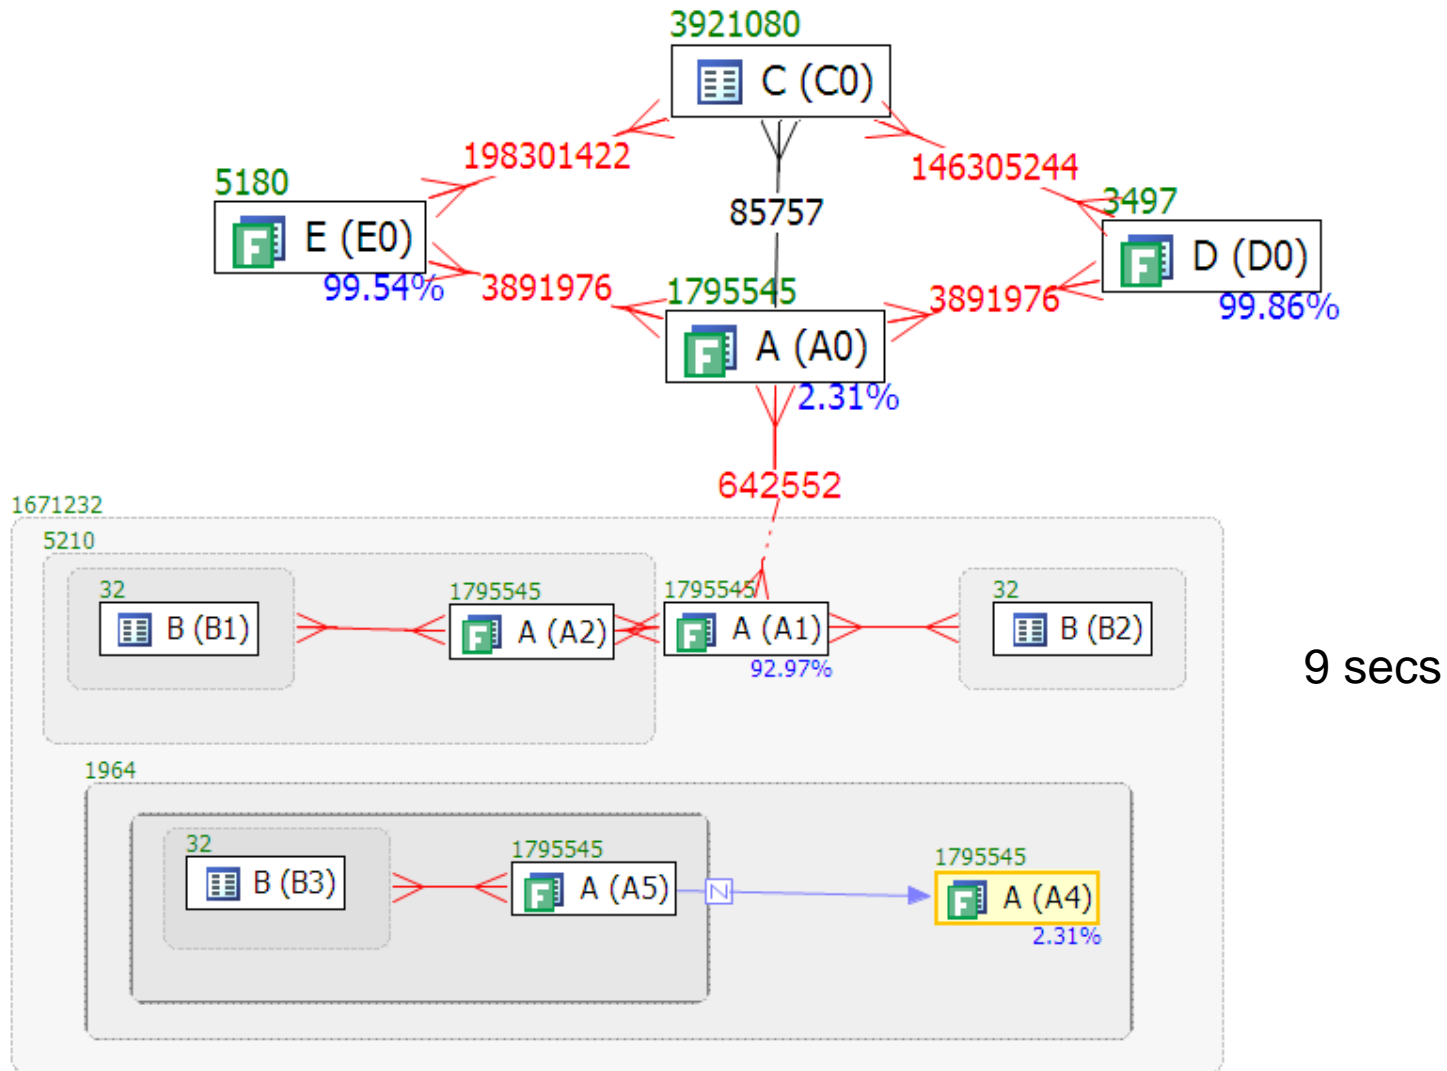 3921080
C (C0)
198301422
146305244
5180
85757
3497
E (E0)
D (D0)
99.54%
3891976
1795545
3891976
99.86%
F A (A0)
2.31%
642552
1671232
5210
32
1795545
1795545
32
B (B1)
F A (A2)
F A (A1)
B (B2)
92.97%
9 secs
1964
32
1795545
1795545
B (B3)
F A (A5)
N
F A (A4)
2.31%